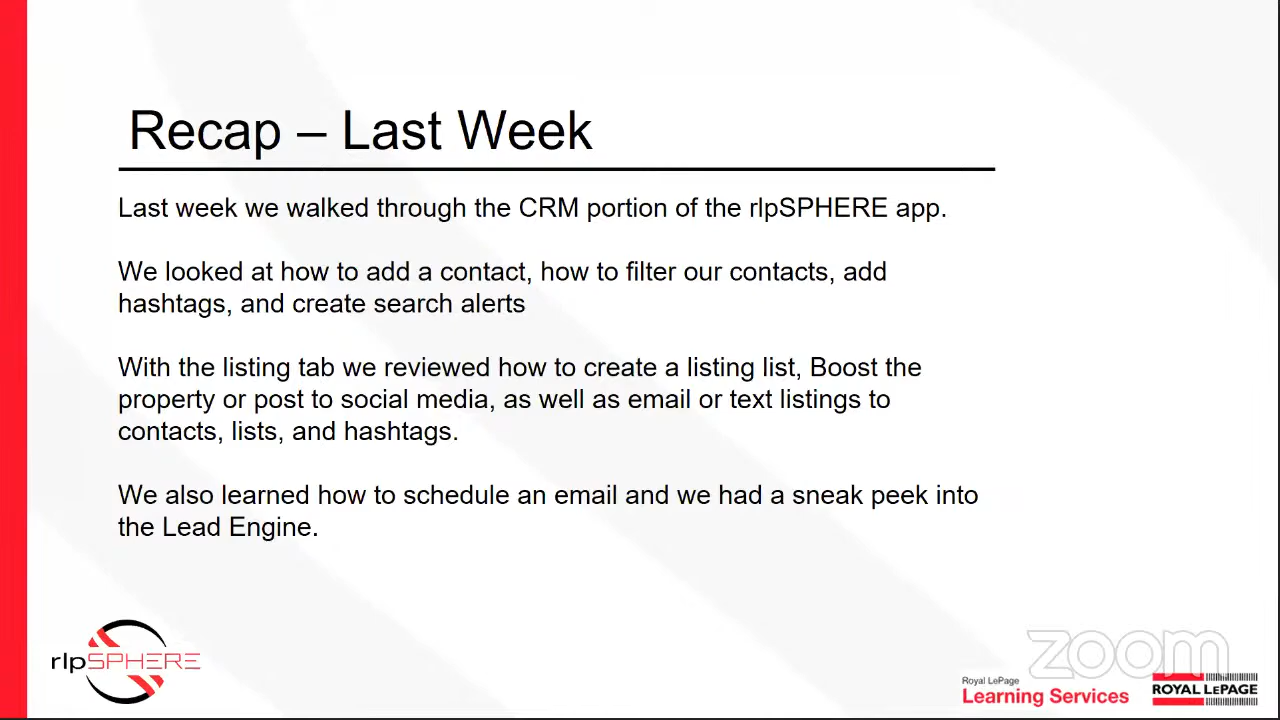 Recap – Last Week
Last week we walked through the CRM portion of the rlpSPHERE app.
We looked at how to add a contact, how to filter our contacts, add
hashtags, and create search alerts
With the listing tab we reviewed how to create a listing list, Boost the
property or post to social media, as well as email or text listings to
contacts, lists, and hashtags.
We also learned how to schedule an email and we had a sneak peek into
the Lead Engine.
rlpSPHERE
zoom
Royal LePage
Learning Services
ROYAL LEPAGE